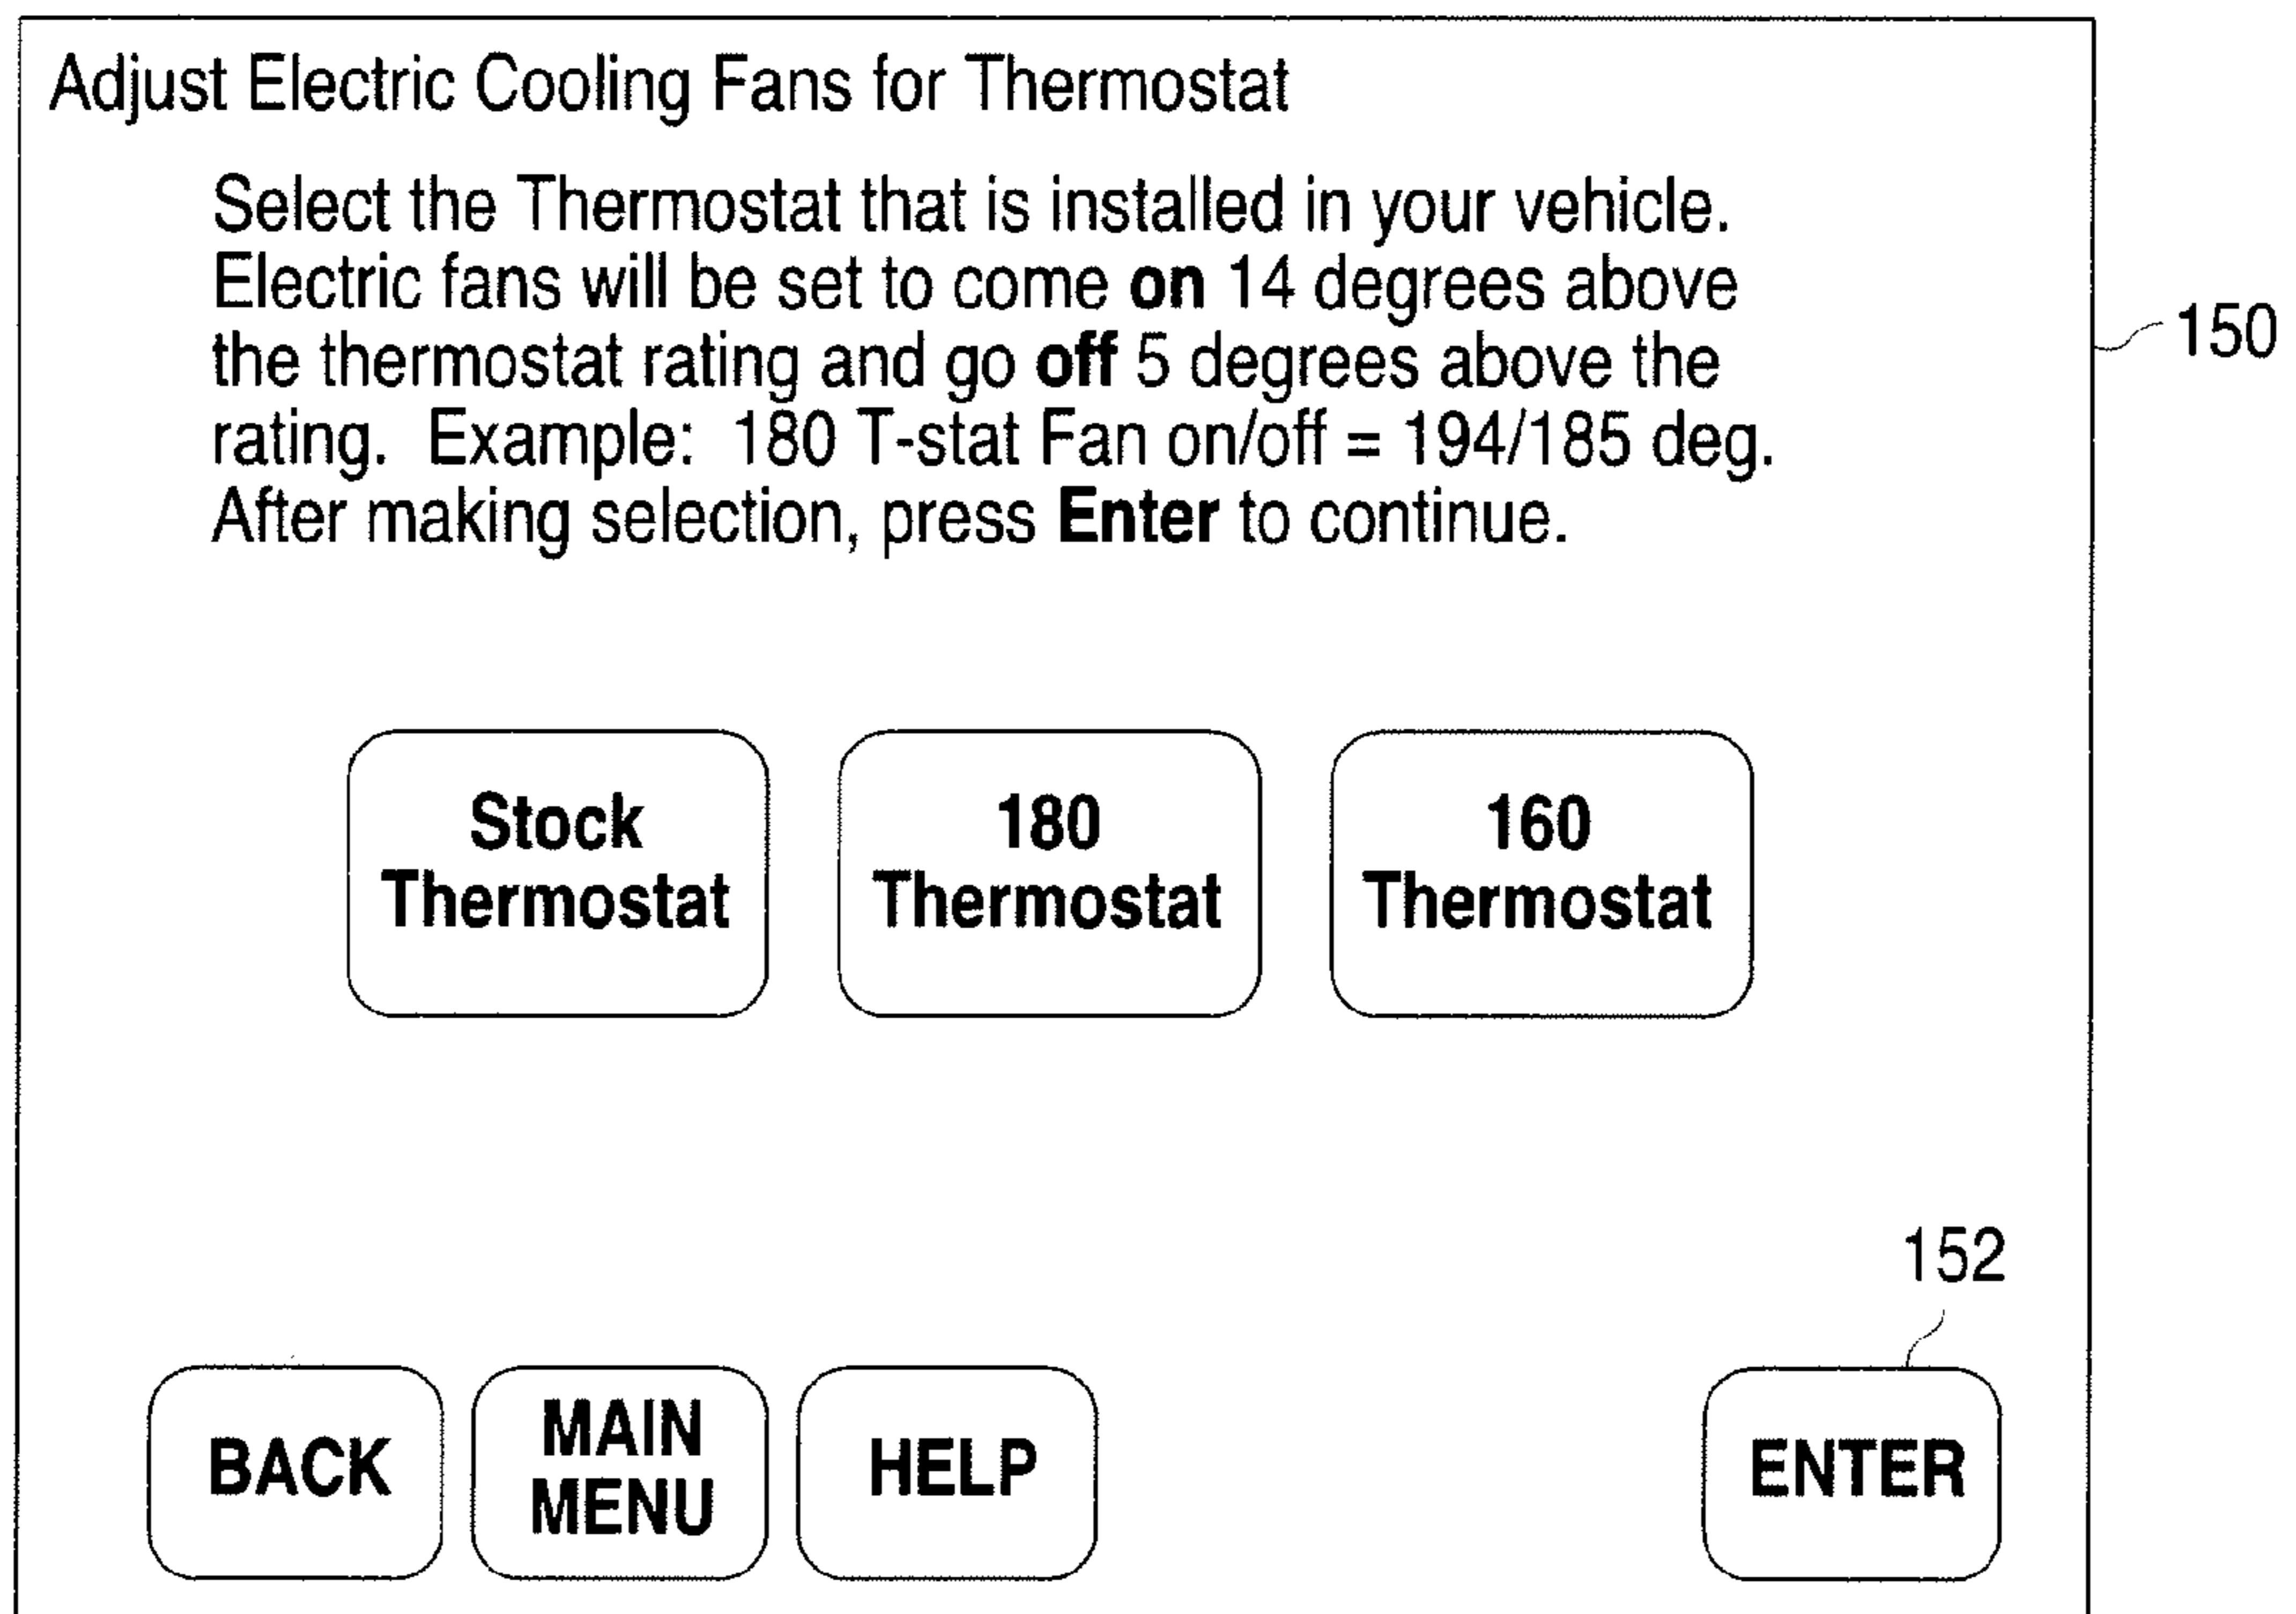 Adjust Electric Cooling Fans for Thermostat
Select the Thermostat that is installed in your vehicle.
Electric fans will be set to come on 14 degrees above
the thermostat rating and go off 5 degrees above the
rating. Example: 180 T-stat Fan on/off = 194/185 deg.
After making selection, press Enter to continue.
150
Stock
Thermostat
180
Thermostat
160
Thermostat
152
BACK
MAIN
MENU
HELP
ENTER